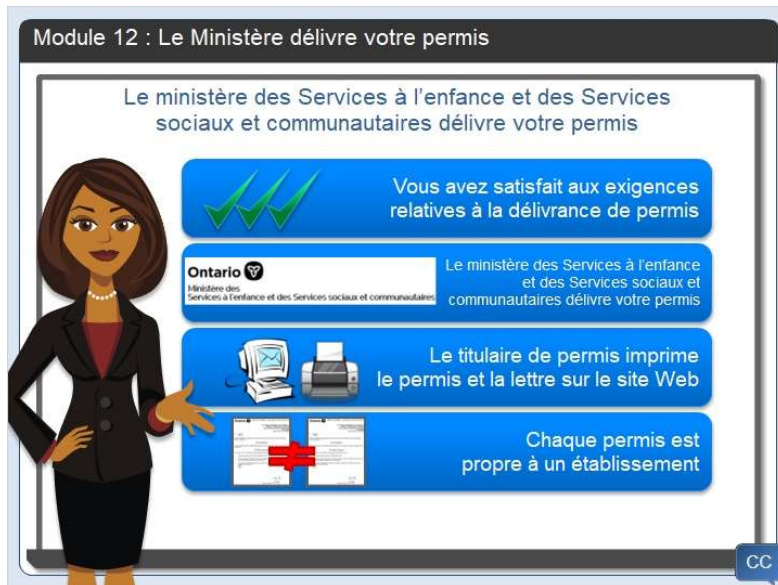 Module 12 : Le Ministère délivre votre permis
Le ministère des Services à l'enfance et des Services
sociaux et communautaires délivre votre permis
Vous avez satisfait aux exigences
relatives à la délivrance de permis
Ontario
Ministère des
Services à l'enfance et des Services sociaux et communautaires
Le ministère des Services à l'enfance
et des Services sociaux et
communautaires délivre votre permis
Le titulaire de permis imprime
le permis et la lettre sur le site Web
Chaque permis est
propre à un établissement
CC